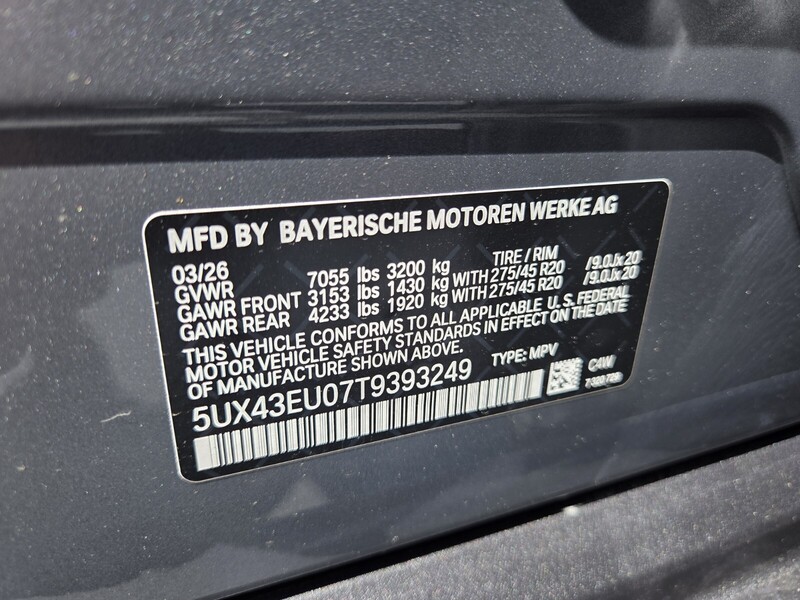 MFD BY BAYERISCHE MOTOREN WERKE AG
03/26 TIRE / RIM
GVWR 7055 lbs 3200 kg
GAWR FRONT 3153 lbs 1430 kg WITH 275/45 R20 /9.0Jx20
GAWR REAR 4233 lbs 1920 kg WITH 275/45 R20 /9.0Jx20
THIS VEHICLE CONFORMS TO ALL APPLICABLE U.S. FEDERAL
MOTOR VEHICLE SAFETY STANDARDS IN EFFECT ON THE DATE
OF MANUFACTURE SHOWN ABOVE.
TYPE: MPV
5UX43EU07T9393249
C4W